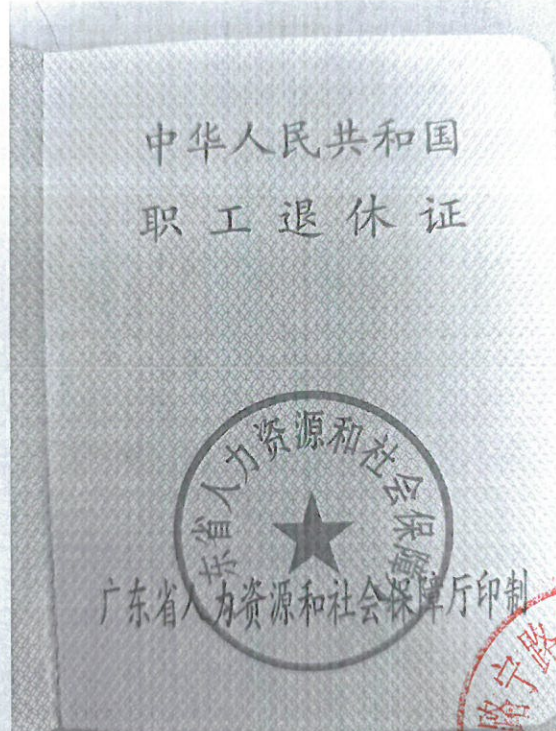 中华人民共和国
职工退休证
东省人力资源和社会保障
广东省人力资源和社会保障厅印制
宁路